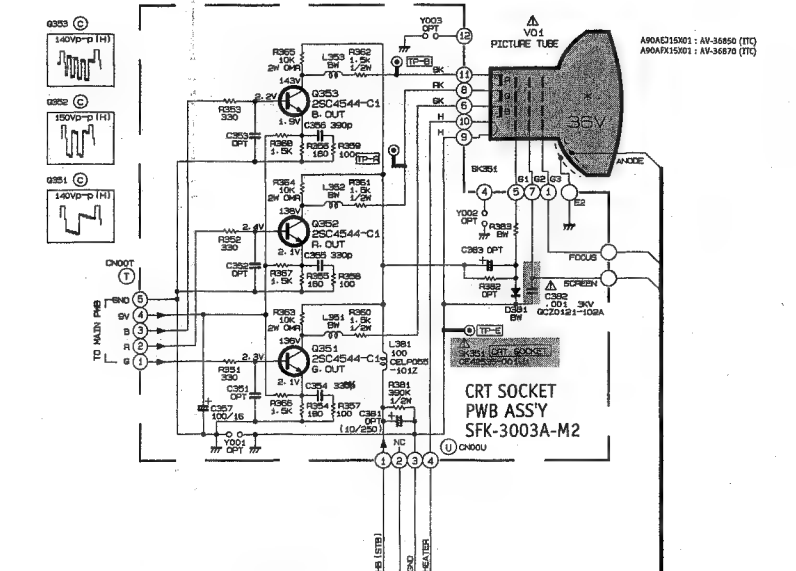 Q353 C
140Vp-p (H)
Q352 C
150Vp-p (H)
Q351 C
140Vp-p (H)
Y003
OPT
12
V01
PICTURE TUBE
A90AEJ15X01 : AV-36850 (ITC)
A90AFX15X01 : AV-36870 (ITC)
R365
10K
2W OMR
L353
BW
R362
1.5K
1/2W
TP-B
BK
11
RK
8
GK
6
H
10
H
9
R
G
B
36V
ANODE
143V
2.2V
Q353
2SC4544-C1
B. OUT
1.9V
R353
330
C353
OPT
C356 390p
R368
1.5K
R356
180
R359
100
TP-R
SK351
4
5
7
1
G1
G2
G3
E2
R364
10K
2W OMR
L352
BW
R361
1.5K
1/2W
138V
2.4V
Q352
2SC4544-C1
R. OUT
2.1V
R352
330
C352
OPT
C355 330p
R367
1.5K
R355
180
R358
100
Y002
OPT
R383
BW
C383 OPT
R382
OPT
D381
BW
FOCUS
SCREEN
C382
.001 3KV
QCZ0121-102A
CN00T
T
TO MAIN PWB
GND 5
9V 4
B 3
R 2
G 1
R363
10K
2W OMR
L351
BW
R360
1.5K
1/2W
136V
2.3V
Q351
2SC4544-C1
G. OUT
2.1V
R351
330
C351
OPT
C354 330p
R366
1.5K
R354
180
R357
100
C357
100/16
Y001
OPT
L381
100
CELP055
-101Z
R381
390K
1/2W
C381
OPT
(10/250)
TP-E
SK351 CRT SOCKET
CRT SOCKET
PWB ASS'Y
SFK-3003A-M2
NC
U CN00U
1
2
3
4
HB (STB)
GND
HEATER